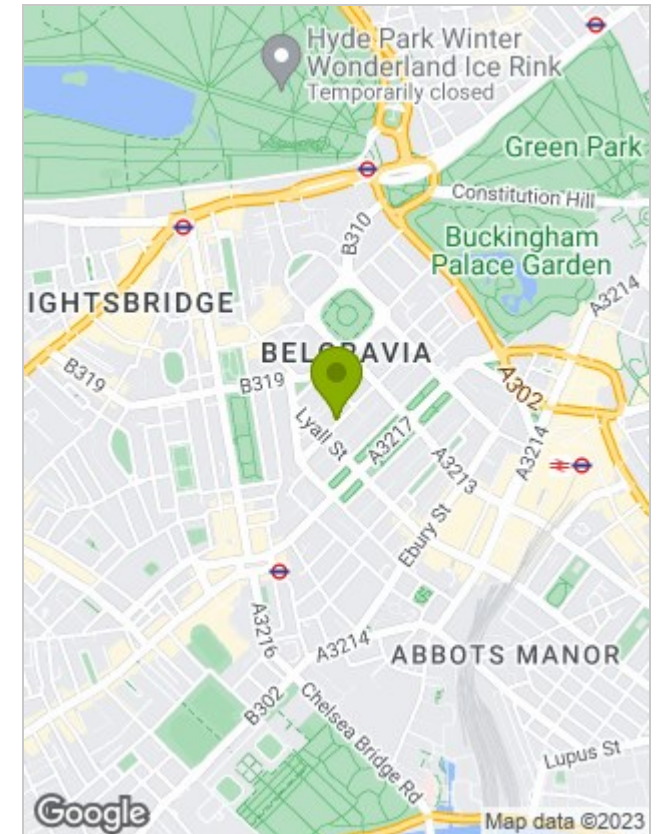 Hyde Park Winter
Wonderland Ice Rink
Temporarily closed
Green Park
Constitution Hill
B310
Buckingham
Palace Garden
A3214
IGHTSBRIDGE
BELGRAVIA
B319
B319
A302
Lyall St
A3217
A3214
A3213
Ebury St
A3216
A3214
ABBOTS MANOR
B302
Chelsea Bridge Rd
Lupus St
Google
Map data ©2023